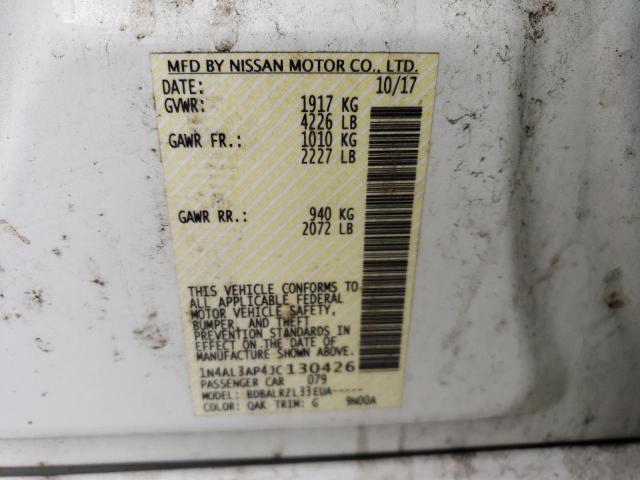 MFD BY NISSAN MOTOR CO., LTD.
DATE: 10/17
GVWR: 1917 KG
4226 LB
GAWR FR.: 1010 KG
2227 LB
GAWR RR.: 940 KG
2072 LB
THIS VEHICLE CONFORMS TO
ALL APPLICABLE FEDERAL
MOTOR VEHICLE SAFETY,
BUMPER, AND THEFT
PREVENTION STANDARDS IN
EFFECT ON THE DATE OF
MANUFACTURE SHOWN ABOVE.
1N4AL3AP4JC130426
PASSENGER CAR 079
MODEL: BDBALRZL33EUA-----
COLOR: QAK TRIM: G 9N00A